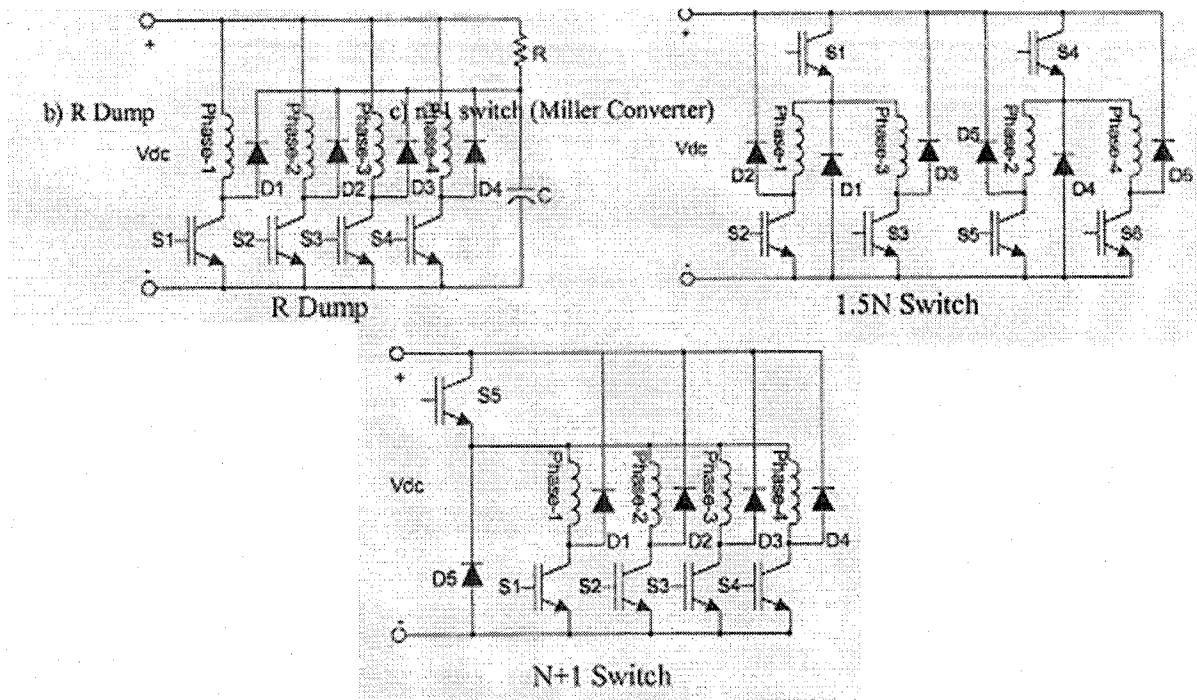 +
R
b) R Dump
c) n+1 switch (Miller Converter)
Vdc
Phase-1
Phase-2
Phase-3
Phase-4
D1
D2
D3
D4
C
S1
S2
S3
S4
-
R Dump
+
S1
S4
Vdc
Phase-1
Phase-3
Phase-2
Phase-4
D2
D1
D3
D5
D4
D6
S2
S3
S5
S6
-
1.5N Switch
+
S5
Vdc
Phase-1
Phase-2
Phase-3
Phase-4
D1
D2
D3
D4
D5
S1
S2
S3
S4
-
N+1 Switch